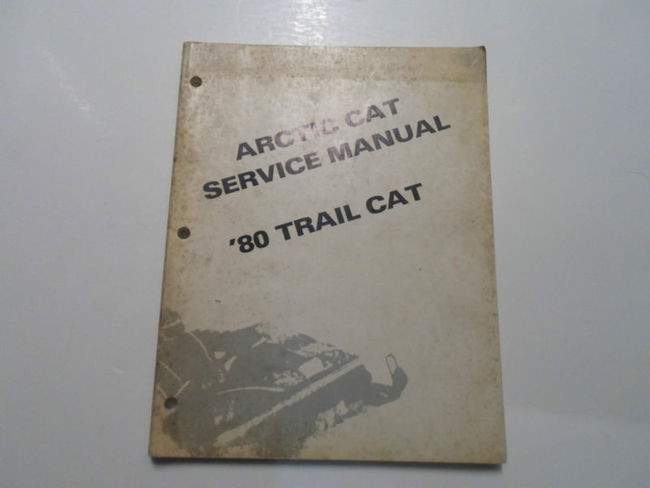 ARCTIC CAT
SERVICE MANUAL
'80 TRAIL CAT